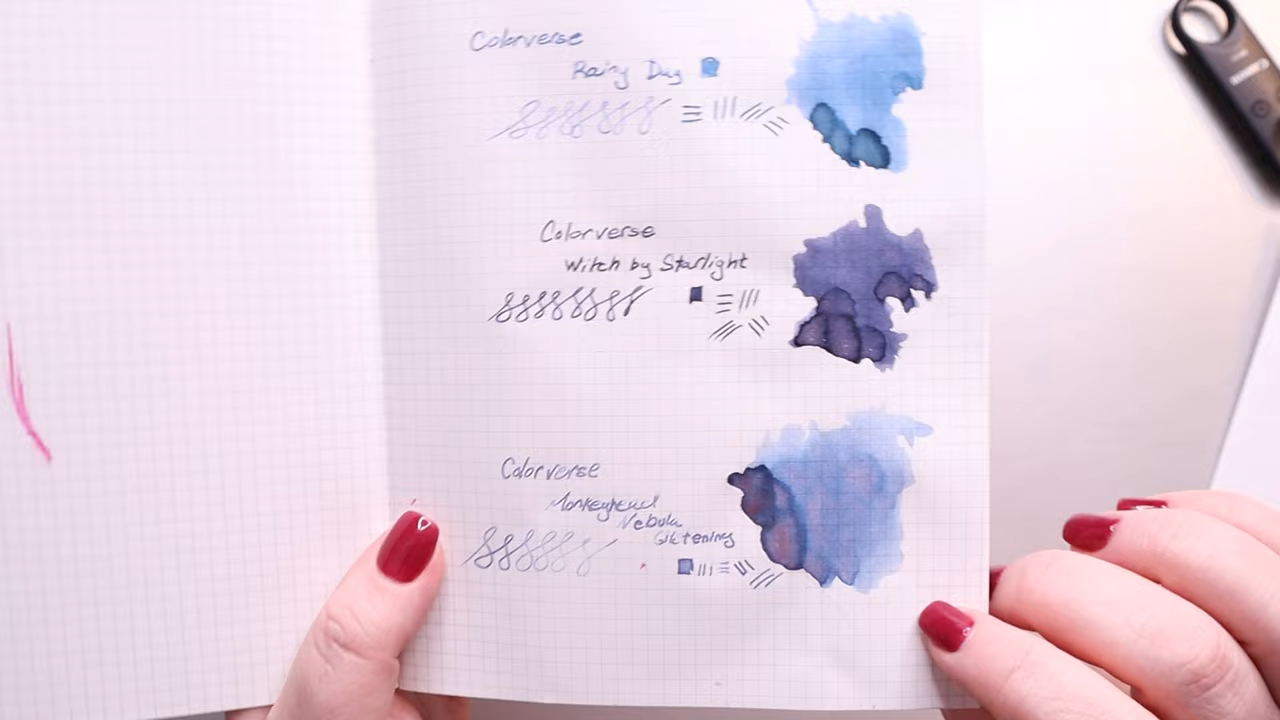 Colorverse
Rainy Day
Colorverse
Witch by Starlight
Colorverse
Monkeyhead
Nebula
Glistening